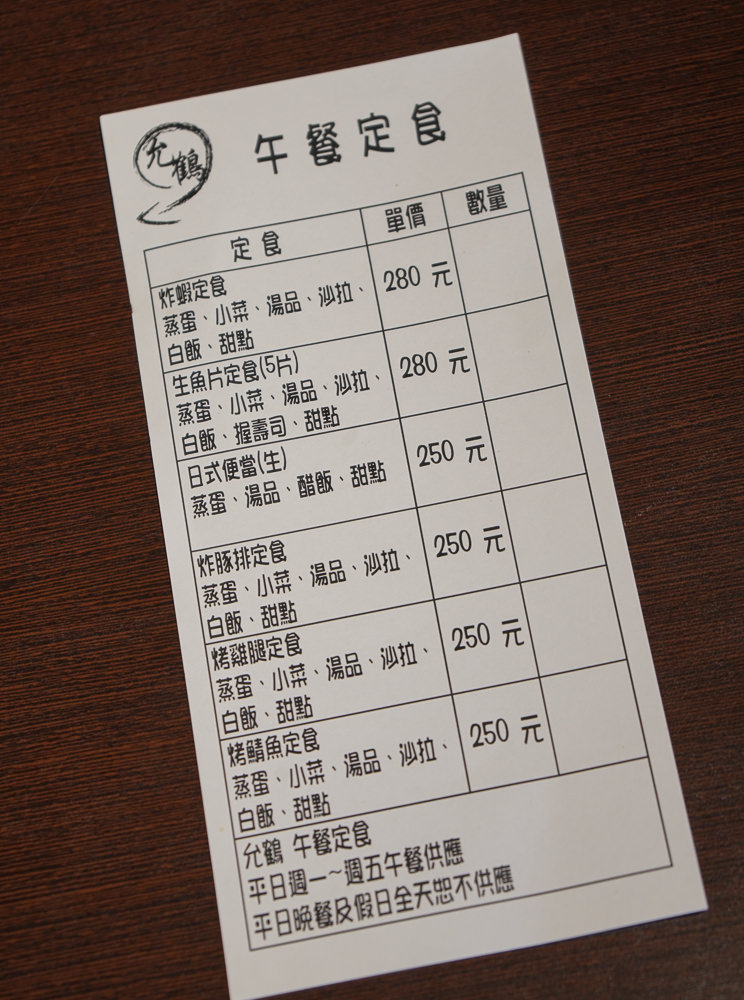 允鶴
午餐定食
定食 單價 數量
炸蝦定食
蒸蛋、小菜、湯品、沙拉、
白飯、甜點
280 元
生魚片定食(5片)
蒸蛋、小菜、湯品、沙拉、
白飯、握壽司、甜點
280 元
日式便當(生)
蒸蛋、湯品、醋飯、甜點
250 元
炸豚排定食
蒸蛋、小菜、湯品、沙拉、
白飯、甜點
250 元
烤雞腿定食
蒸蛋、小菜、湯品、沙拉、
白飯、甜點
250 元
烤鯖魚定食
蒸蛋、小菜、湯品、沙拉、
白飯、甜點
250 元
允鶴 午餐定食
平日週一~週五午餐供應
平日晚餐及假日全天恕不供應